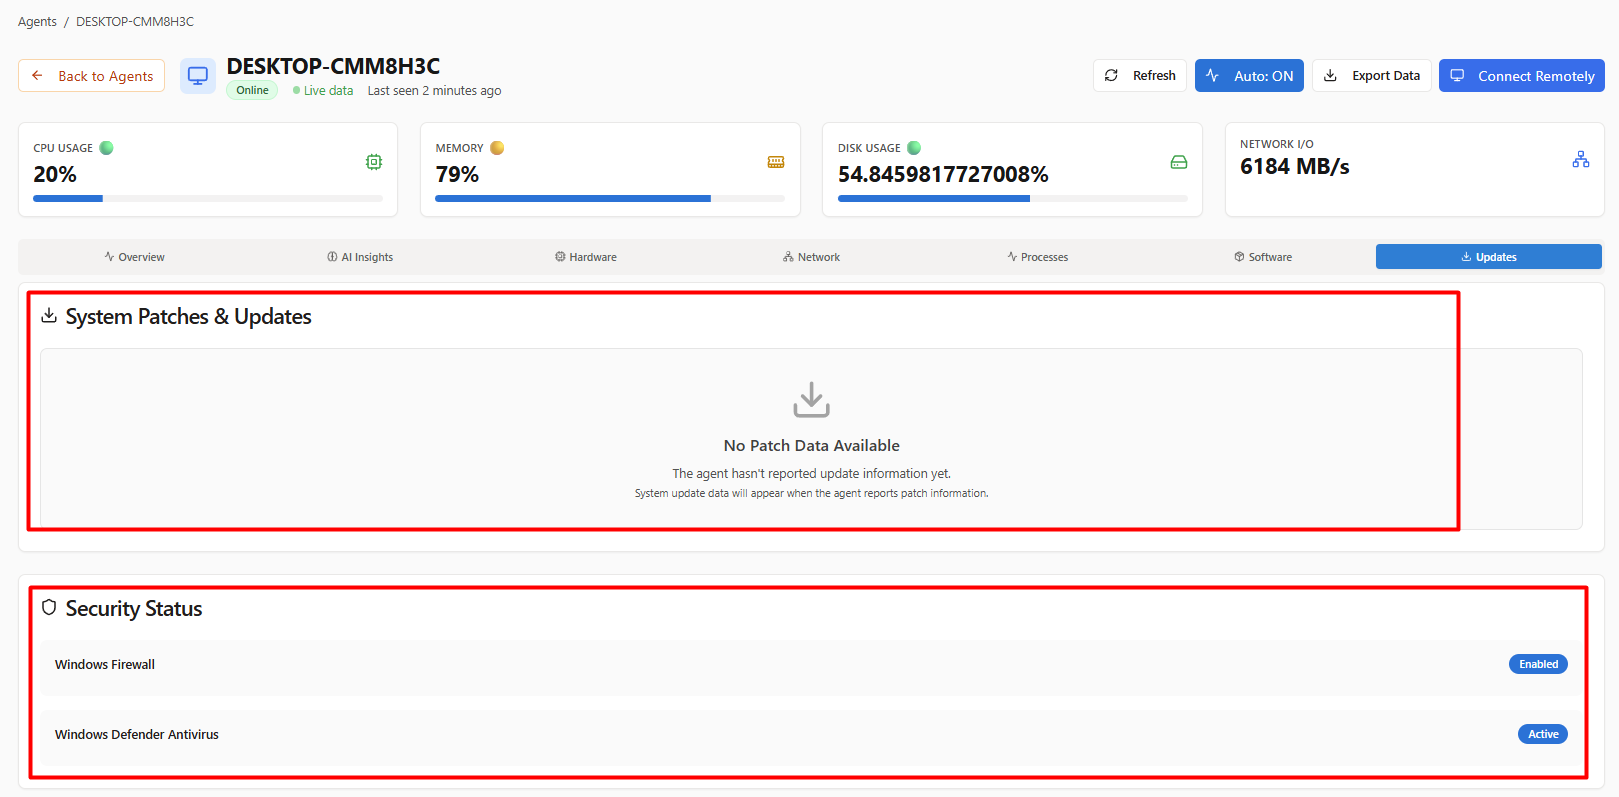 Agents / DESKTOP-CMM8H3C
Back to Agents
DESKTOP-CMM8H3C
Online Live data Last seen 2 minutes ago
Refresh
Auto: ON
Export Data
Connect Remotely
CPU USAGE
20%
MEMORY
79%
DISK USAGE
54.8459817727008%
NETWORK I/O
6184 MB/s
Overview
AI Insights
Hardware
Network
Processes
Software
Updates
System Patches & Updates
No Patch Data Available
The agent hasn't reported update information yet.
System update data will appear when the agent reports patch information.
Security Status
Windows Firewall
Enabled
Windows Defender Antivirus
Active